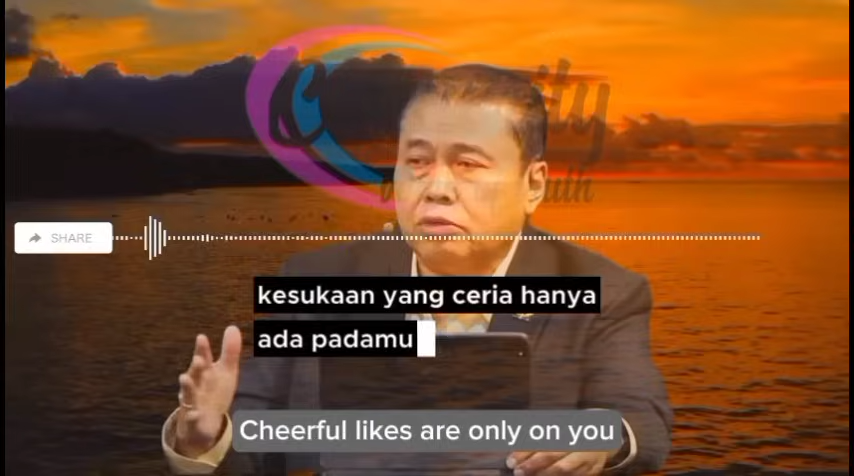 SHARE
kesukaan yang ceria hanya
ada padamu
Cheerful likes are only on you